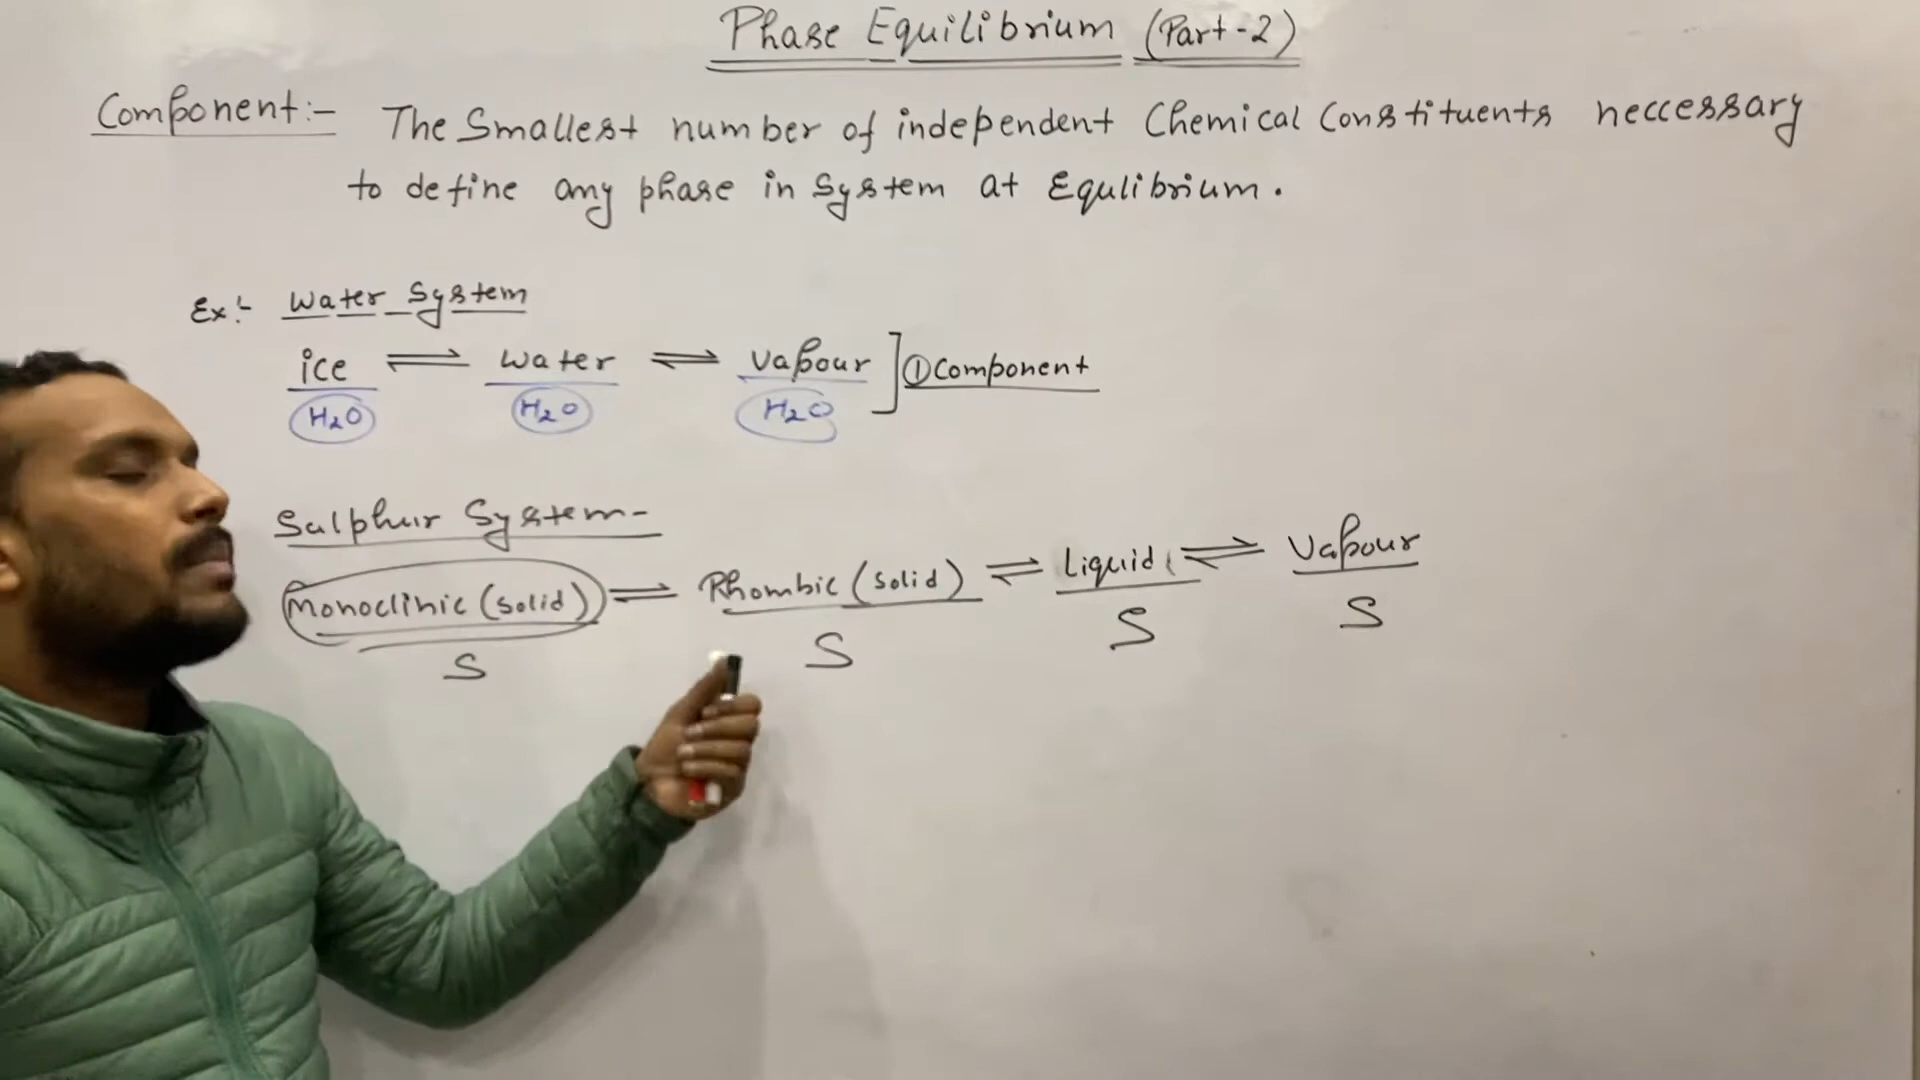 Phase Equilibrium (Part-2)
Component:- The Smallest number of independent Chemical Constituents neccessary
to define any phase in System at Equlibrium.
Ex:- Water System
ice ⇌ Water ⇌ Vapour ] ① Component
H₂O H₂O H₂O
Sulphur System-
Monoclinic (Solid) ⇌ Rhombic (Solid) ⇌ Liquid ⇌ Vapour
S S S S